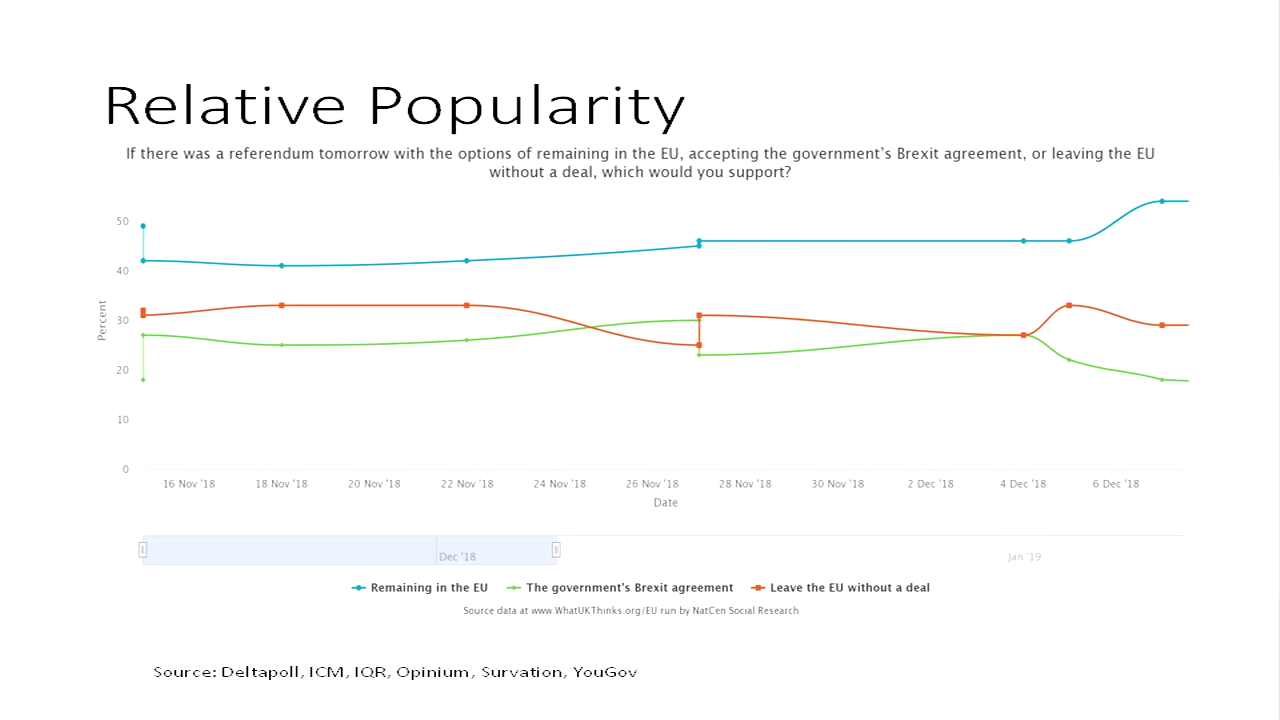 Relative Popularity
If there was a referendum tomorrow with the options of remaining in the EU, accepting the government's Brexit agreement, or leaving the EU
without a deal, which would you support?
50
40
30
20
10
0
Percent
16 Nov '18 18 Nov '18 20 Nov '18 22 Nov '18 24 Nov '18 26 Nov '18 28 Nov '18 30 Nov '18 2 Dec '18 4 Dec '18 6 Dec '18
Date
Dec '18 Jan '19
Remaining in the EU The government's Brexit agreement Leave the EU without a deal
Source data at www.WhatUKThinks.org/EU run by NatCen Social Research
Source: Deltapoll, ICM, IQR, Opinium, Survation, YouGov